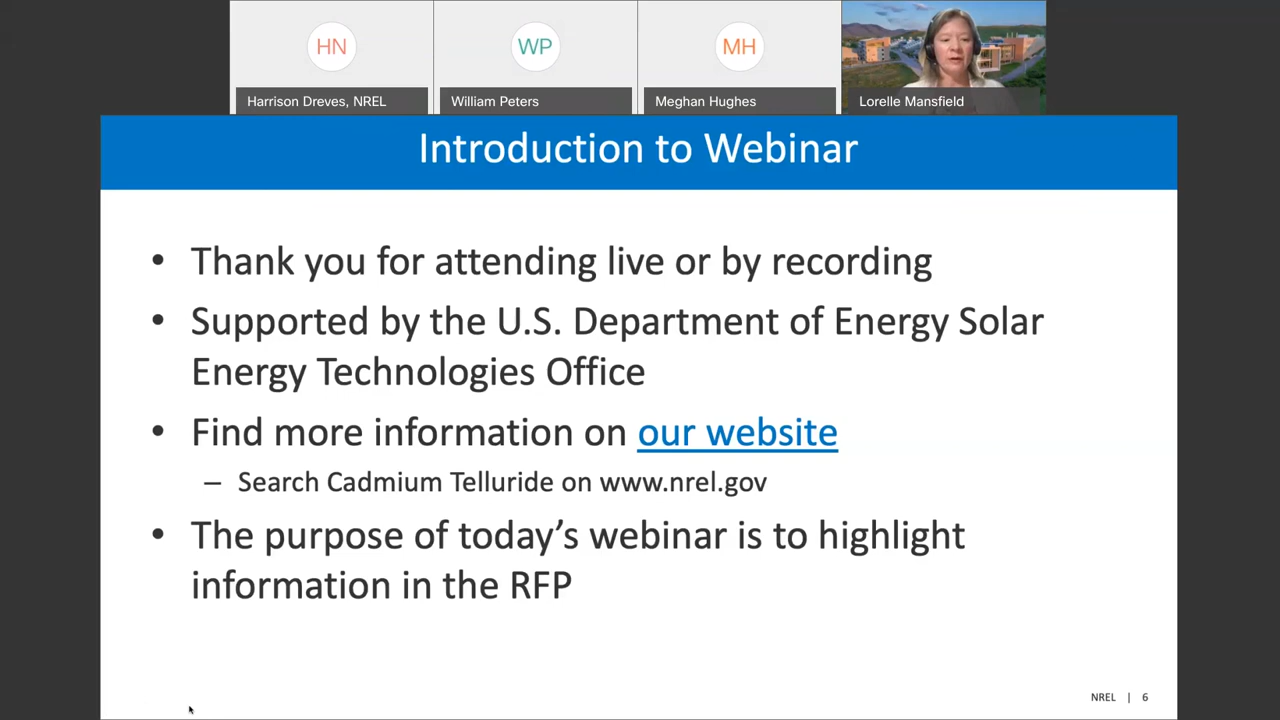 HN
WP
MH
Harrison Dreves, NREL
William Peters
Meghan Hughes
Lorelle Mansfield
Introduction to Webinar
• Thank you for attending live or by recording
• Supported by the U.S. Department of Energy Solar
Energy Technologies Office
• Find more information on our website
– Search Cadmium Telluride on www.nrel.gov
• The purpose of today's webinar is to highlight
information in the RFP
NREL | 6